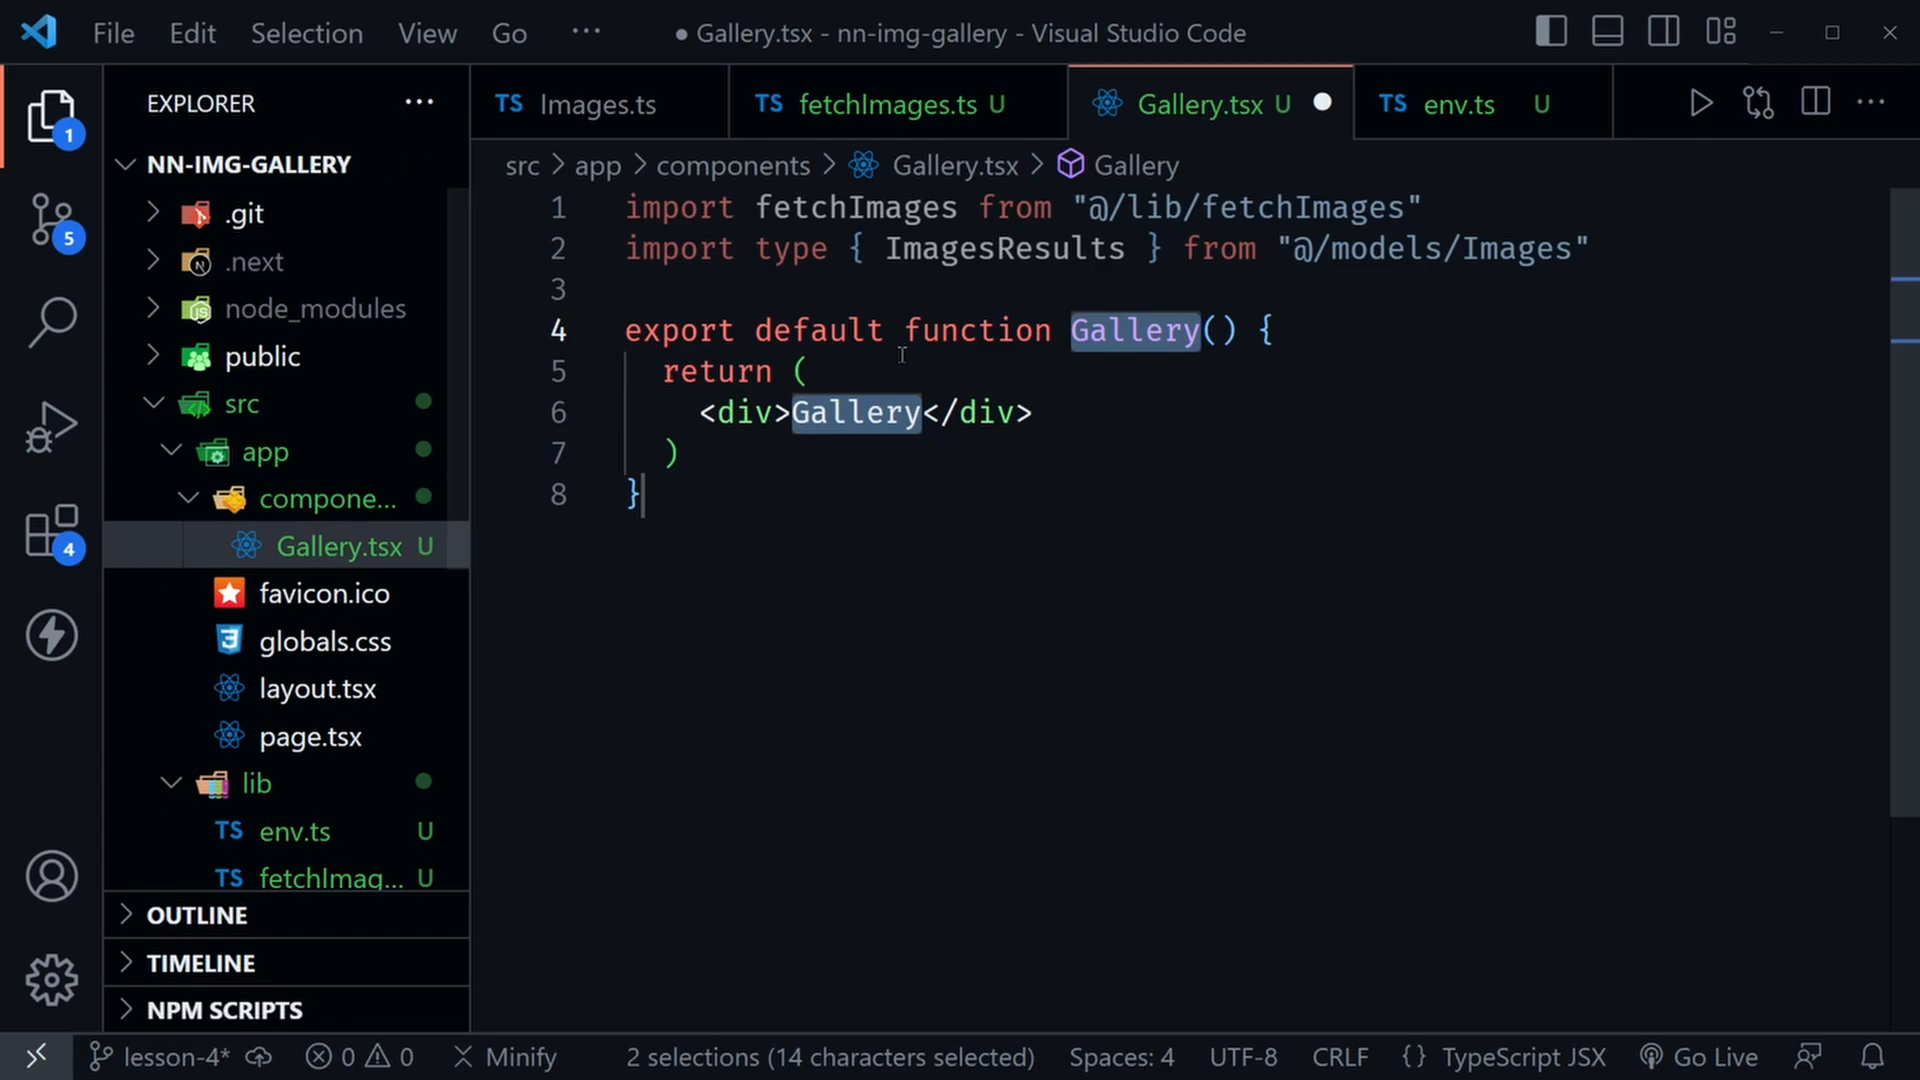 File Edit Selection View Go ··· ● Gallery.tsx - nn-img-gallery - Visual Studio Code
EXPLORER ···
TS Images.ts
TS fetchImages.ts U
Gallery.tsx U ●
TS env.ts U
···
1
5
4
NN-IMG-GALLERY
.git
.next
node_modules
public
src
app
compone...
Gallery.tsx U
favicon.ico
globals.css
layout.tsx
page.tsx
lib
TS env.ts U
TS fetchImag... U
OUTLINE
TIMELINE
NPM SCRIPTS
src > app > components > Gallery.tsx > Gallery
1 import fetchImages from "@/lib/fetchImages"
2 import type { ImagesResults } from "@/models/Images"
3
4 export default function Gallery() {
5 return (
6 <div>Gallery</div>
7 )
8 }
lesson-4* 0 0 Minify 2 selections (14 characters selected) Spaces: 4 UTF-8 CRLF {} TypeScript JSX Go Live